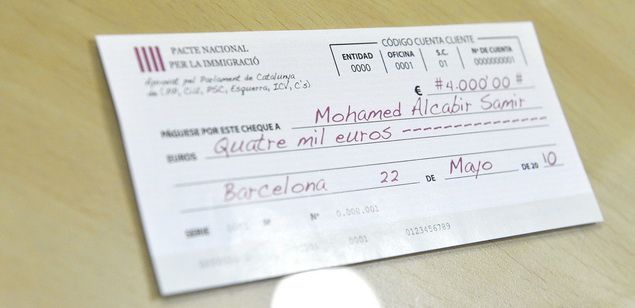 PACTE NACIONAL
PER LA IMMIGRACIÓ
Aprovat pel Parlament de Catalunya
de (PP, CiU, PSC, Esquerra, ICV, C's)
CÓDIGO CUENTA CLIENTE
ENTIDAD OFICINA S.C. Nº DE CUENTA
0000 0001 01 0000000001
€ #4.000'00#
PÁGUESE POR ESTE CHEQUE A Mohamed Alcabir Samir
EUROS Quatre mil euros -------------
Barcelona 22 DE Mayo DE 20 10
SERIE Nº 0.000.001
0001 0123456789